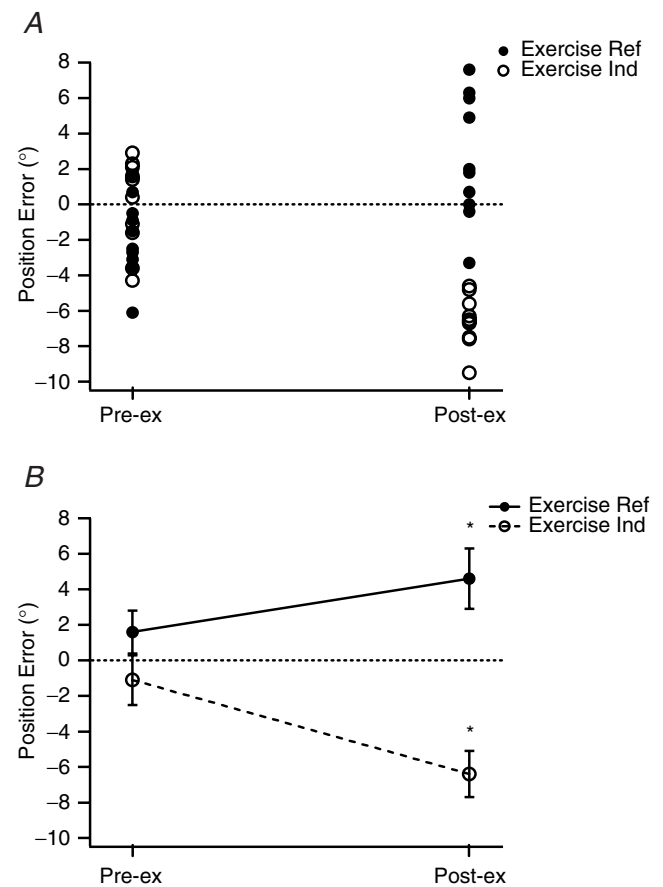 A
Exercise Ref
Exercise Ind
8
6
4
2
0
−2
−4
−6
−8
−10
Position Error (°)
Pre-ex
Post-ex
B
Exercise Ref
Exercise Ind
8
6
4
2
0
−2
−4
−6
−8
−10
Position Error (°)
*
*
Pre-ex
Post-ex